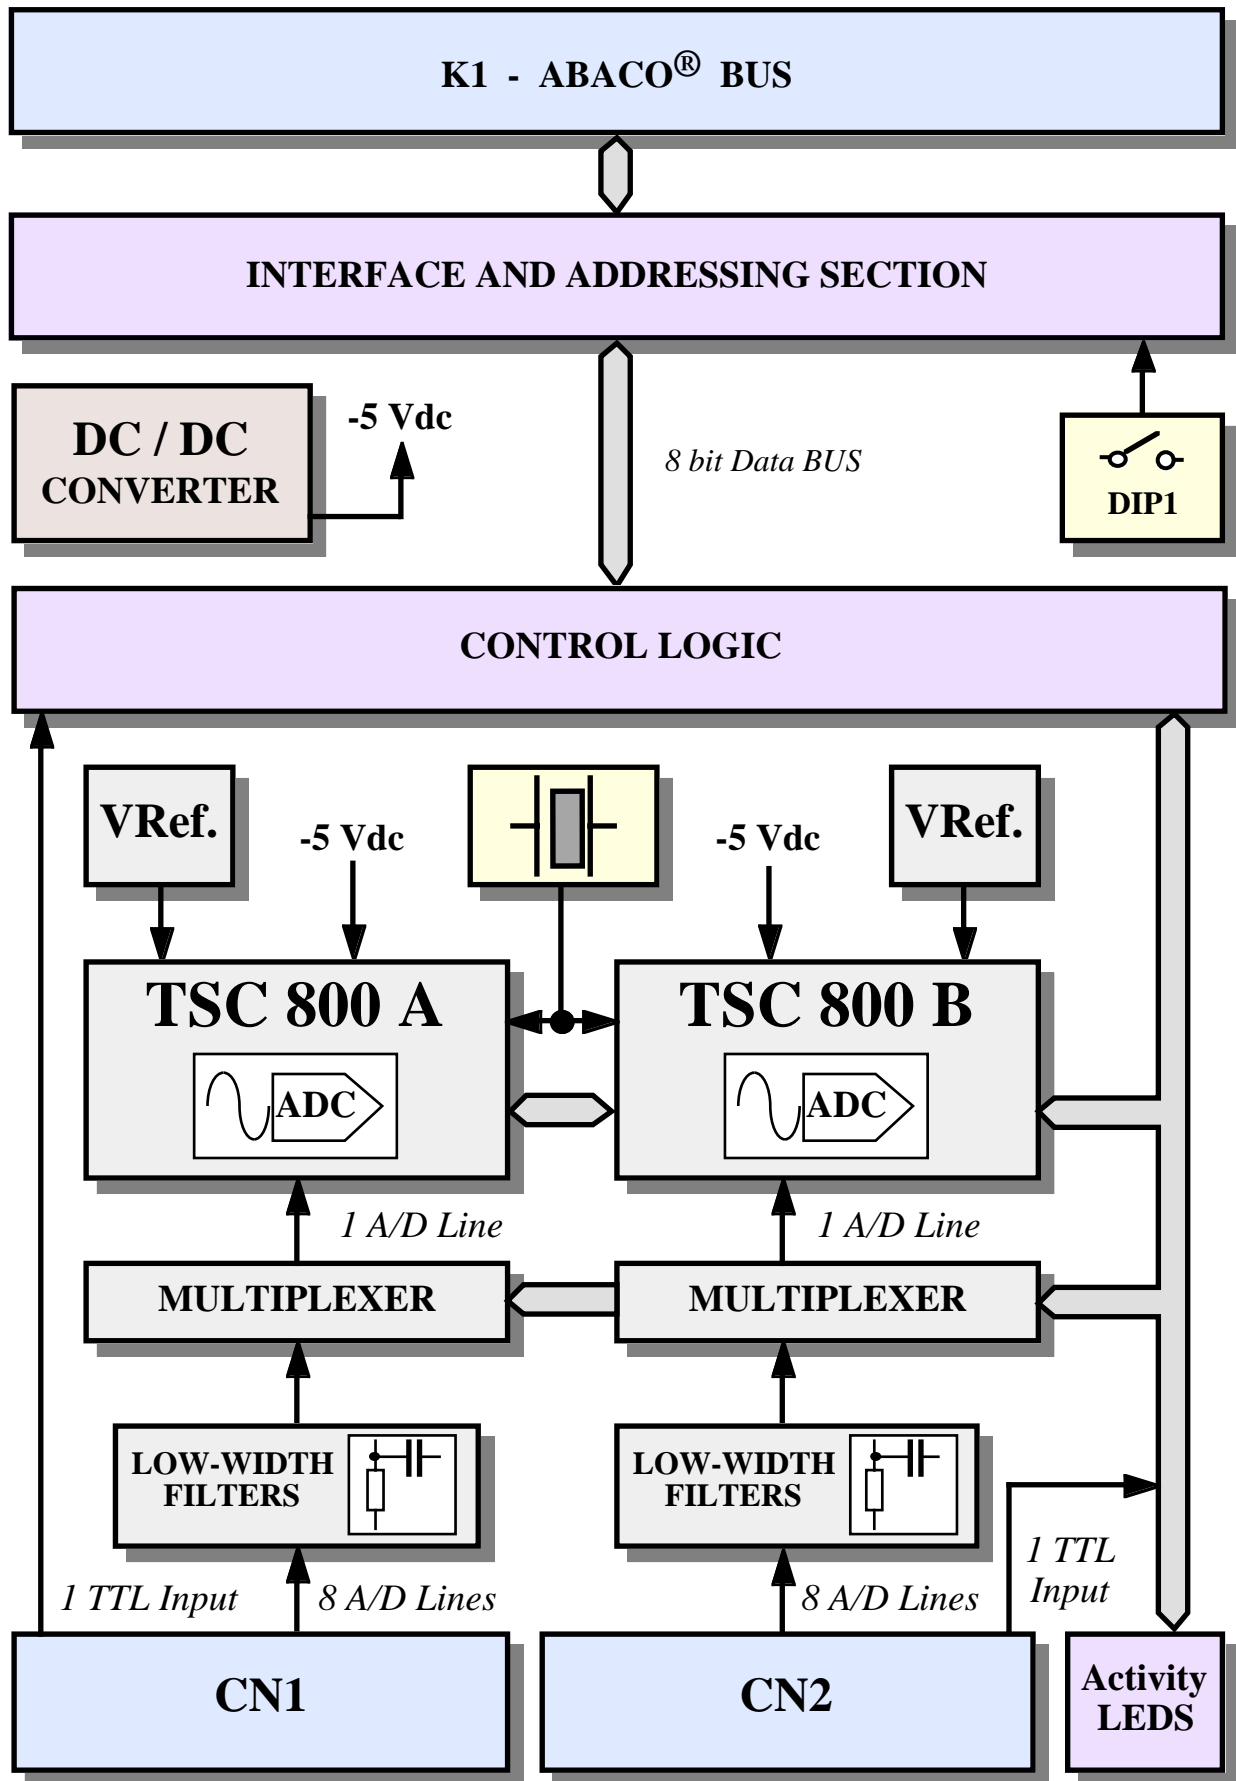 K1 - ABACO® BUS
INTERFACE AND ADDRESSING SECTION
DC / DC
CONVERTER
-5 Vdc
8 bit Data BUS
DIP1
CONTROL LOGIC
VRef.
-5 Vdc
-5 Vdc
VRef.
TSC 800 A
ADC
TSC 800 B
ADC
1 A/D Line
1 A/D Line
MULTIPLEXER
MULTIPLEXER
LOW-WIDTH
FILTERS
LOW-WIDTH
FILTERS
1 TTL Input
8 A/D Lines
8 A/D Lines
1 TTL
Input
CN1
CN2
Activity
LEDS